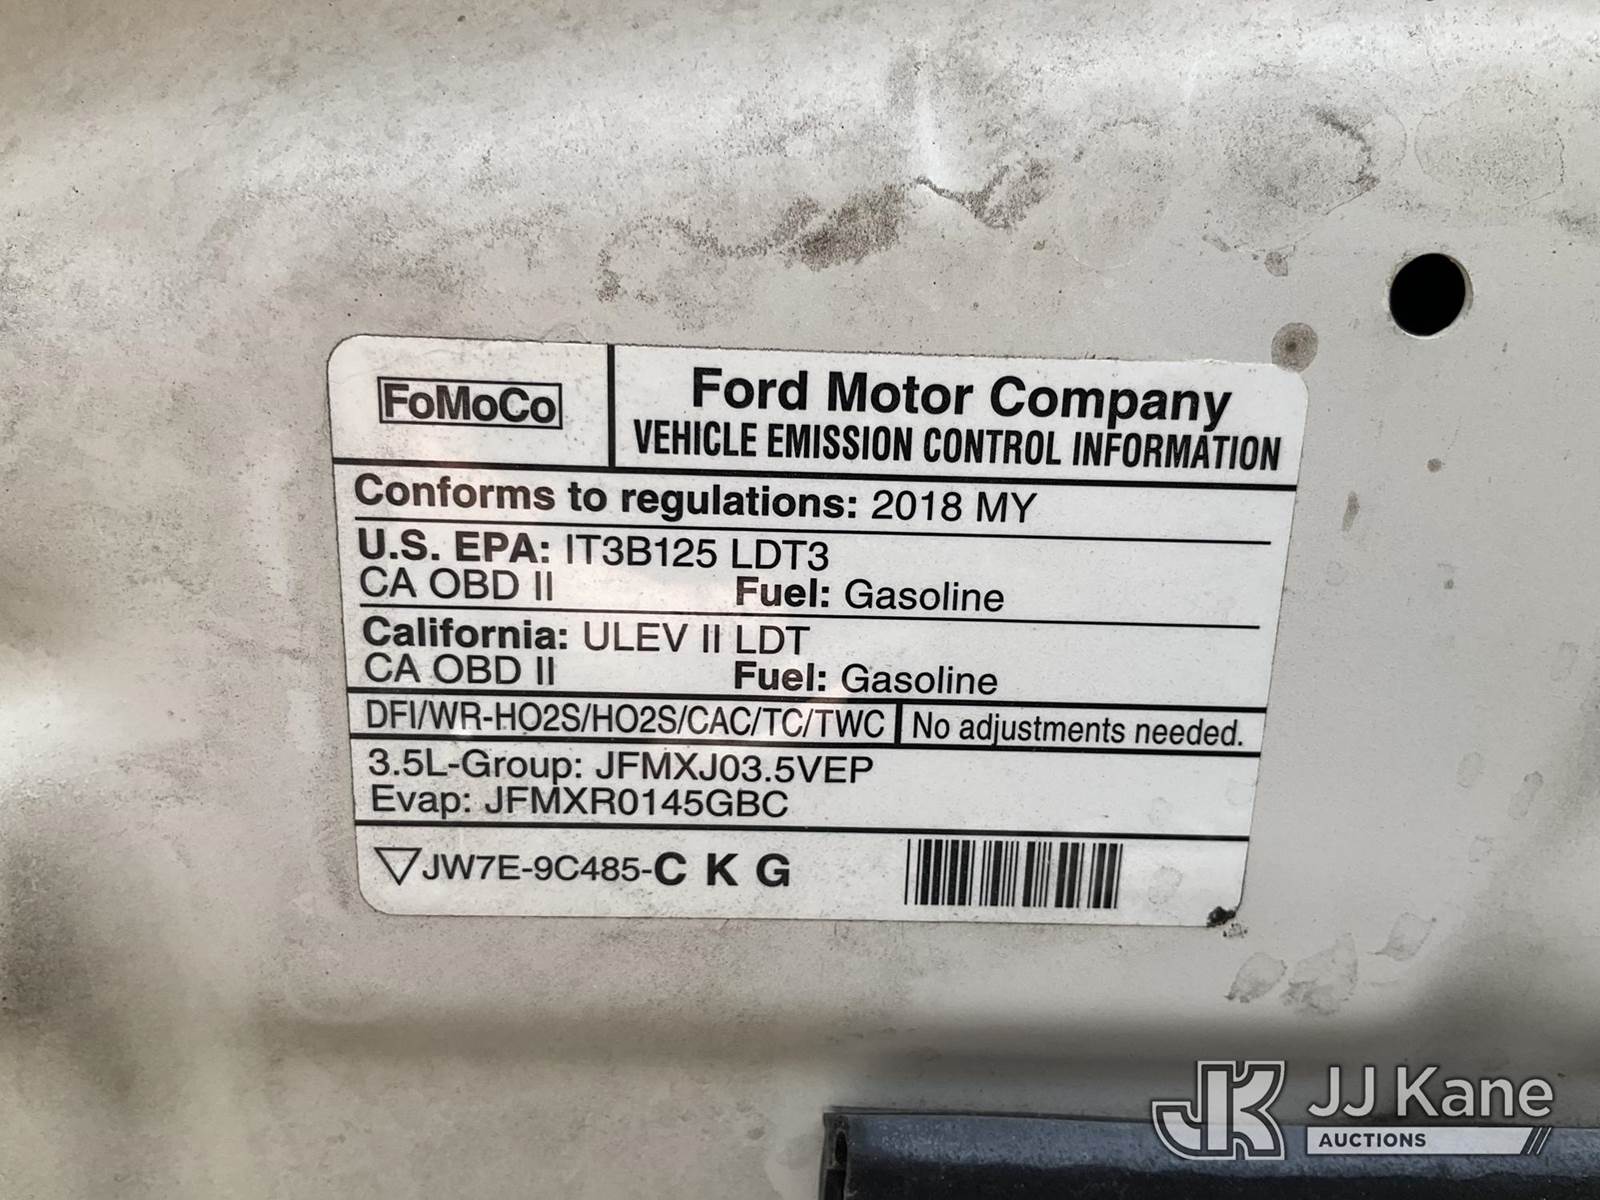 FoMoCo
Ford Motor Company
VEHICLE EMISSION CONTROL INFORMATION
Conforms to regulations: 2018 MY
U.S. EPA: IT3B125 LDT3
CA OBD II Fuel: Gasoline
California: ULEV II LDT
CA OBD II Fuel: Gasoline
DFI/WR-HO2S/HO2S/CAC/TC/TWC No adjustments needed.
3.5L-Group: JFMXJ03.5VEP
Evap: JFMXR0145GBC
JW7E-9C485-C K G
JK JJ Kane
AUCTIONS